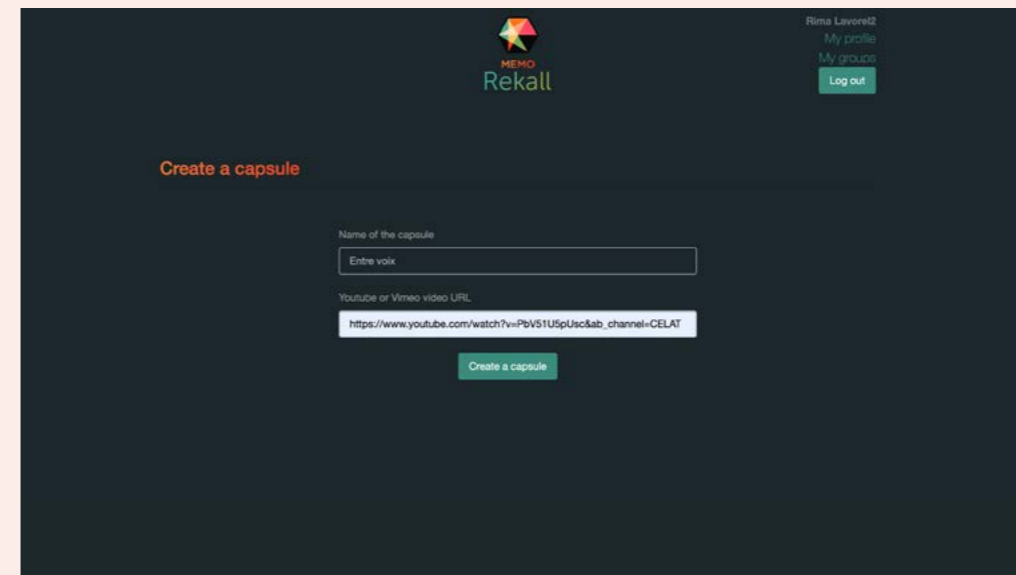 Rima Lavorel2
My profile
My groups
Log out
MEMO
Rekall
Create a capsule
Name of the capsule
Entre voix
Youtube or Vimeo video URL
https://www.youtube.com/watch?v=PbV51U5pUsc&ab_channel=CELAT
Create a capsule